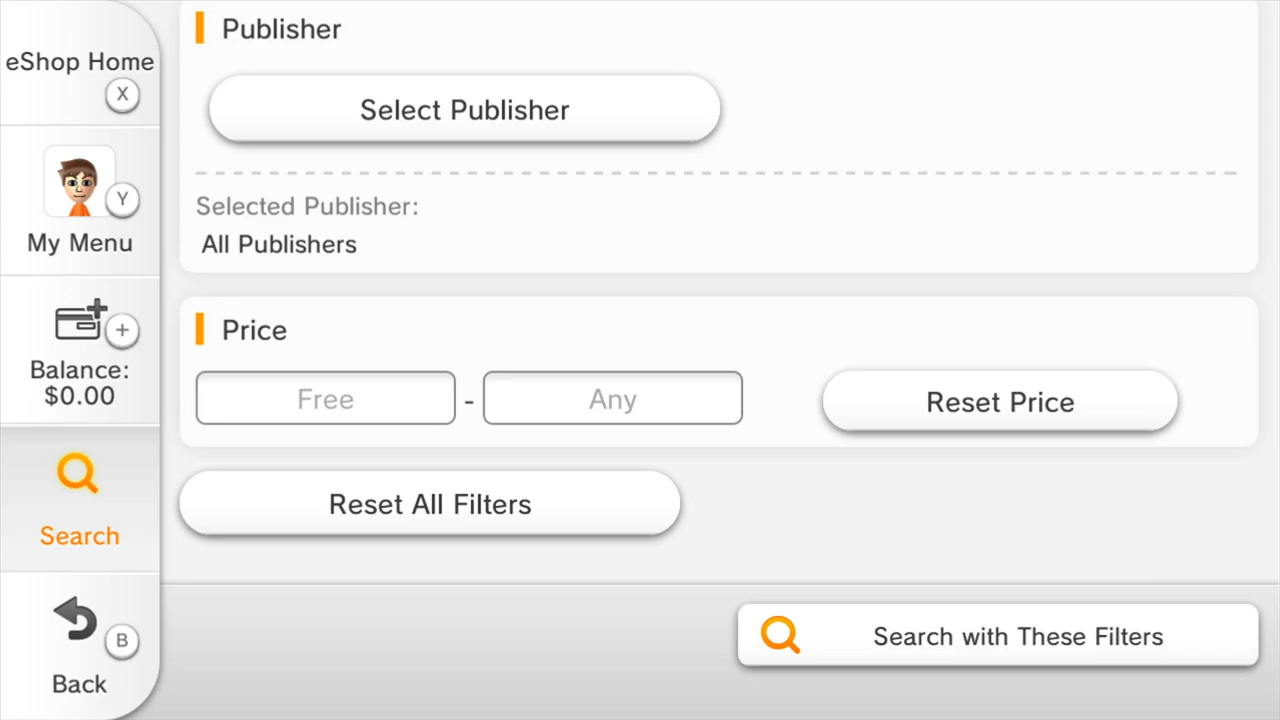 eShop Home
X
Y
My Menu
+
Balance:
$0.00
Search
B
Back
Publisher
Select Publisher
Selected Publisher:
All Publishers
Price
Free - Any
Reset Price
Reset All Filters
Search with These Filters